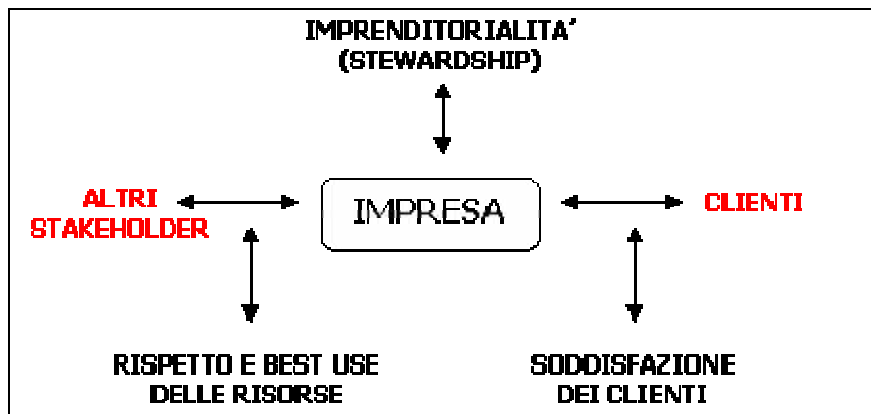 IMPRENDITORIALITA'
(STEWARDSHIP)
ALTRI
STAKEHOLDER
IMPRESA
CLIENTI
RISPETTO E BEST USE
DELLE RISORSE
SODDISFAZIONE
DEI CLIENTI